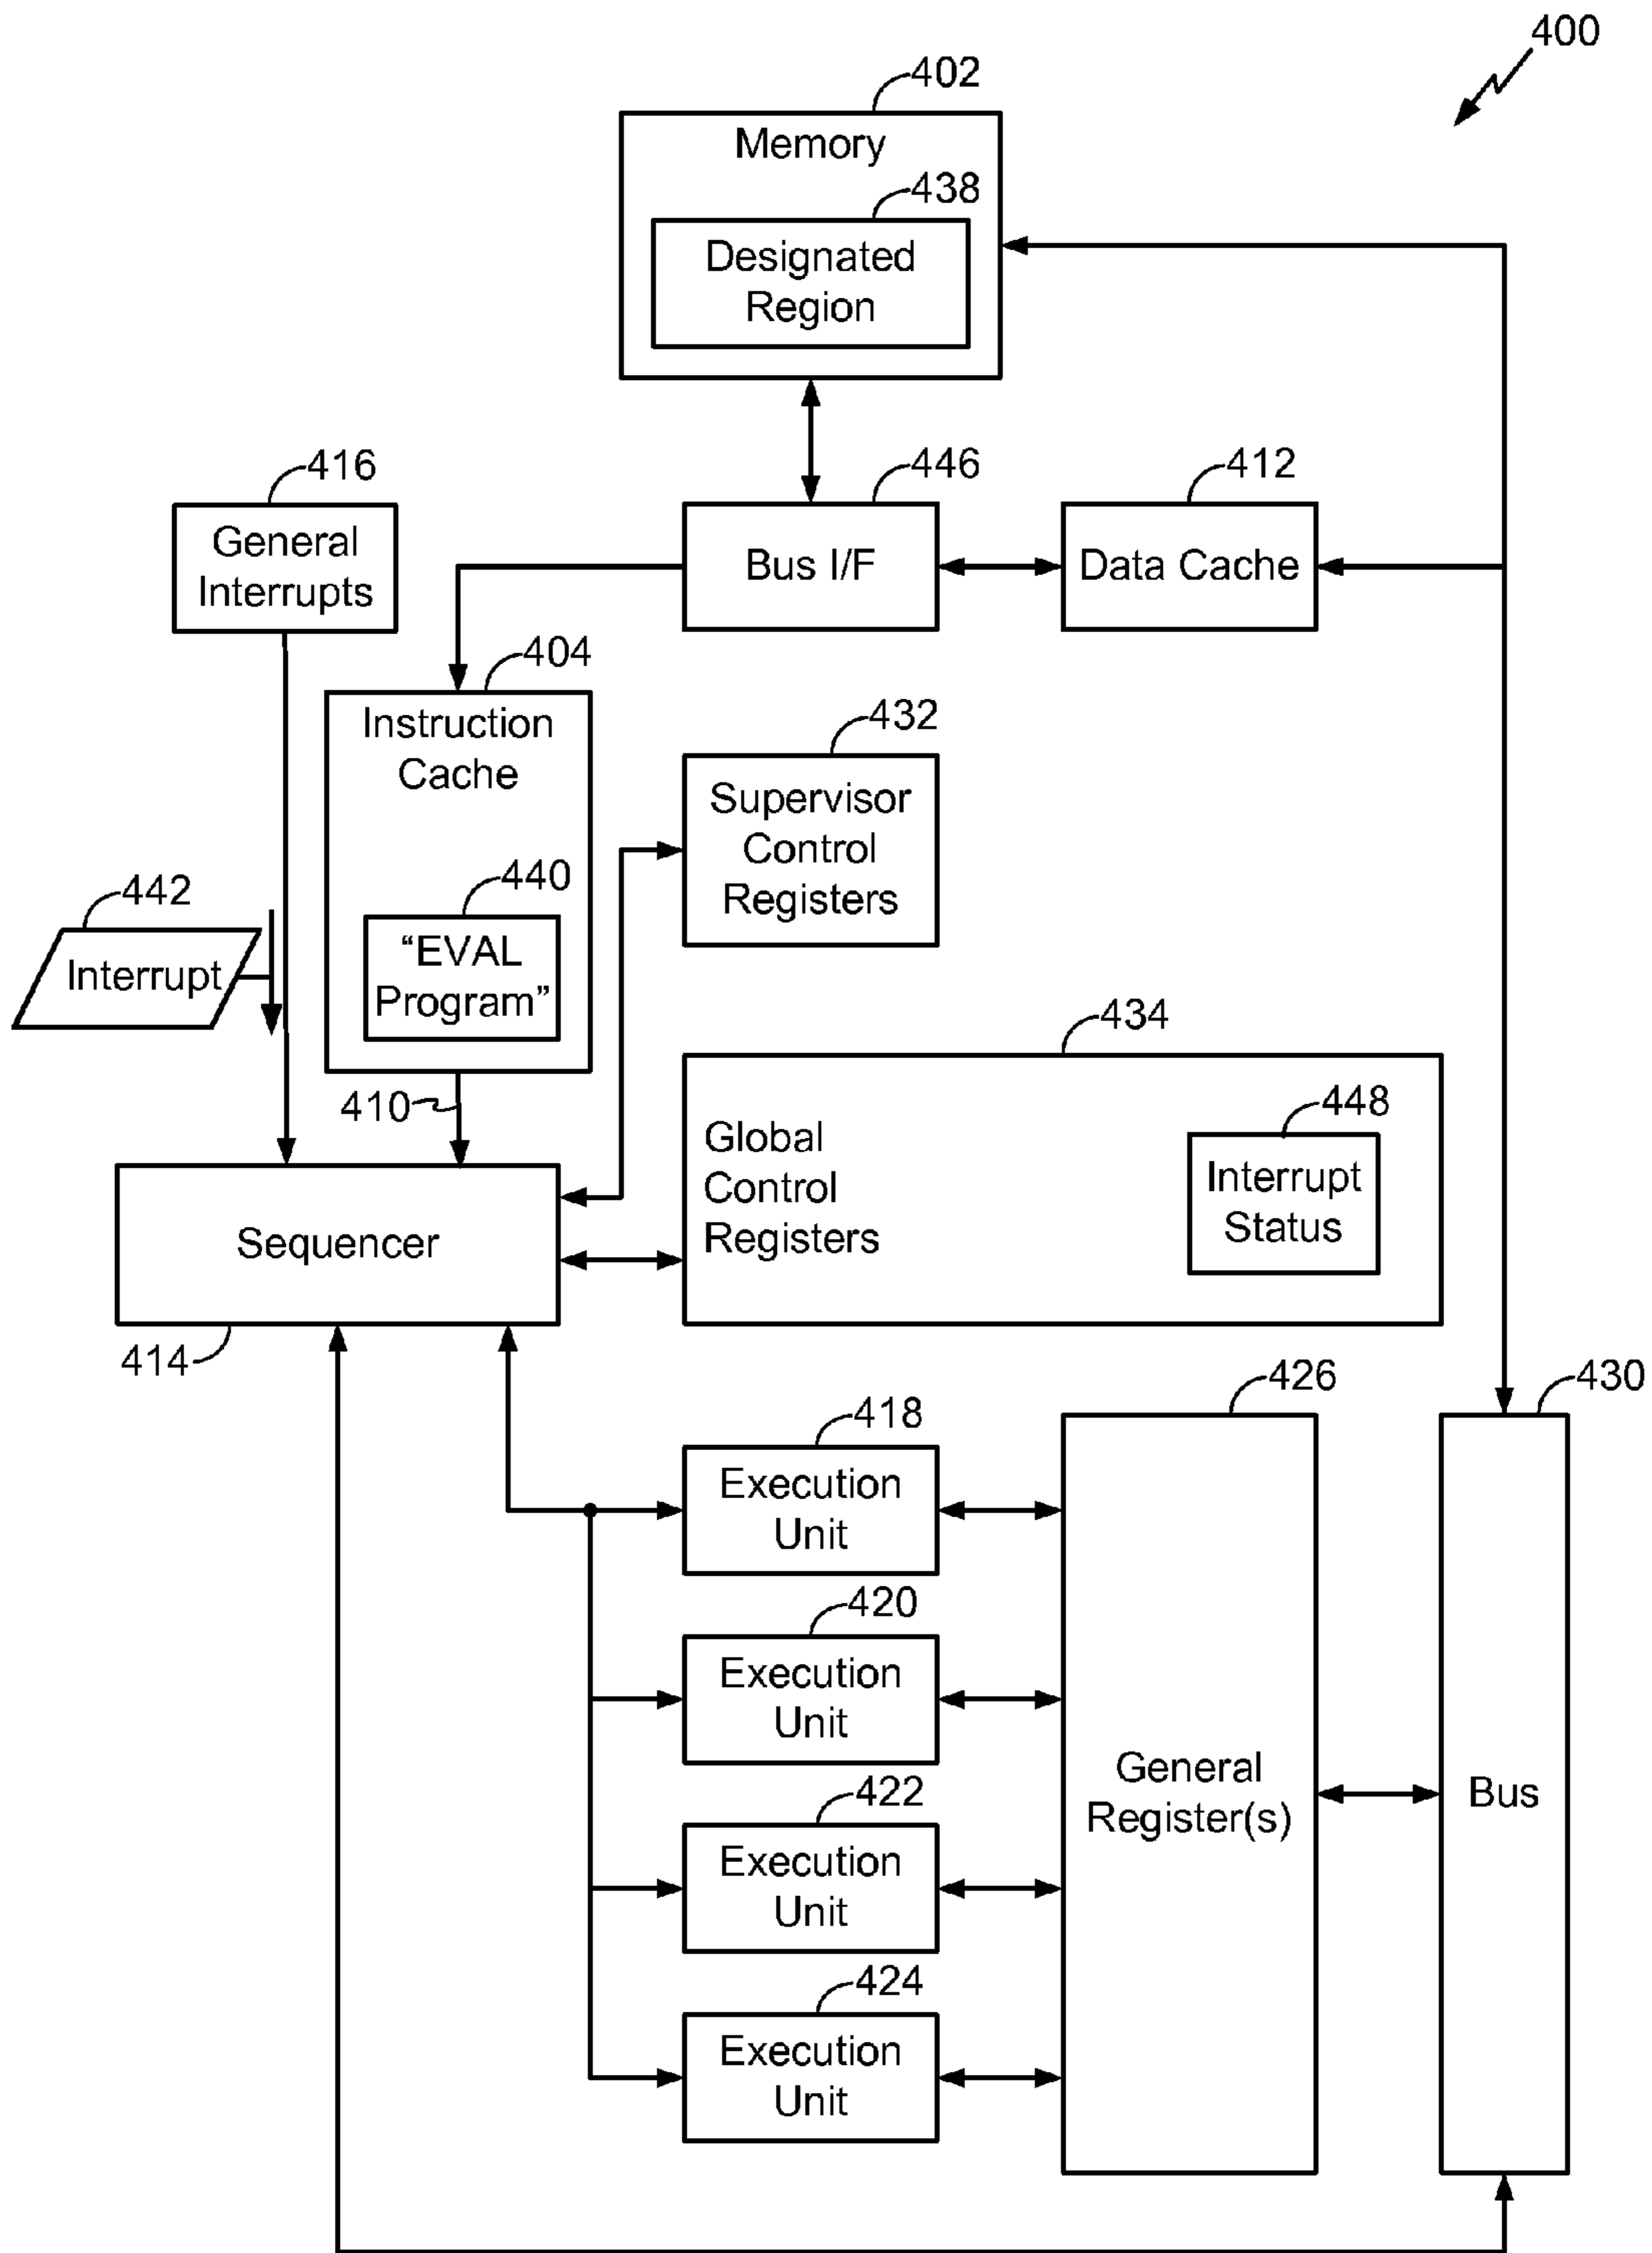 400
402
Memory
438
Designated
Region
416
General
Interrupts
446
Bus I/F
412
Data Cache
404
Instruction
Cache
432
Supervisor
Control
Registers
442
Interrupt
440
“EVAL
Program”
410
434
Global
Control
Registers
448
Interrupt
Status
Sequencer
414
418
Execution
Unit
420
Execution
Unit
422
Execution
Unit
424
Execution
Unit
426
General
Register(s)
430
Bus